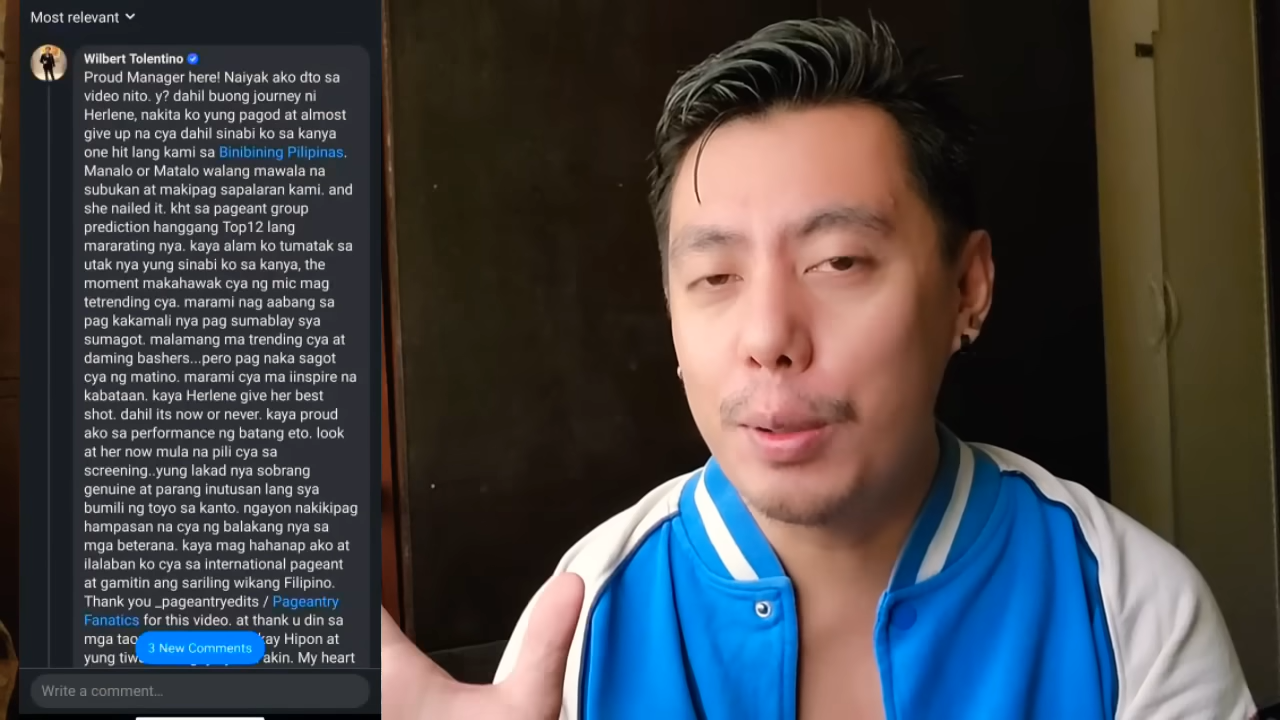 Most relevant
Wilbert Tolentino
Proud Manager here! Naiyak ako dto sa
video nito. y? dahil buong journey ni
Herlene, nakita ko yung pagod at almost
give up na cya dahil sinabi ko sa kanya
one hit lang kami sa Binibining Pilipinas.
Manalo or Matalo walang mawala na
subukan at makipag sapalaran kami. and
she nailed it. kht sa pageant group
prediction hanggang Top12 lang
mararating nya. kaya alam ko tumatak sa
utak nya yung sinabi ko sa kanya, the
moment makahawak cya ng mic mag
tetrending cya. marami nag aabang sa
pag kakamali nya pag sumablay sya
sumagot. malamang ma trending cya at
daming bashers...pero pag naka sagot
cya ng matino. marami cya ma iinspire na
kabataan. kaya Herlene give her best
shot. dahil its now or never. kaya proud
ako sa performance ng batang eto. look
at her now mula na pili cya sa
screening..yung lakad nya sobrang
genuine at parang inutusan lang sya
bumili ng toyo sa kanto. ngayon nakikipag
hampasan na cya ng balakang nya sa
mga beterana. kaya mag hahanap ako at
ilalaban ko cya sa international pageant
at gamitin ang sariling wikang Filipino.
Thank you _pageantryedits / Pageantry
Fanatics for this video. at thank u din sa
mga kay Hipon at
yung akin. My heart
3 New Comments
Write a comment...